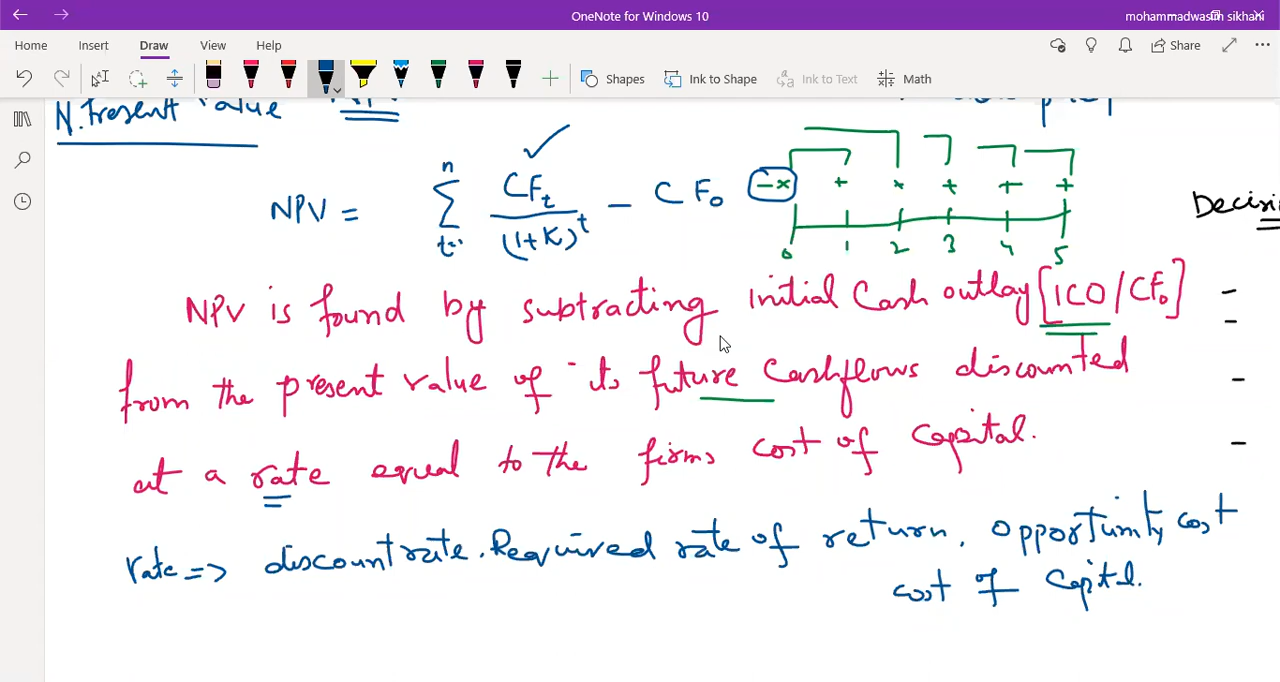 OneNote for Windows 10
mohammadwasim sikhani
Home Insert Draw View Help Share
Shapes Ink to Shape Ink to Text Math
N. Present Value NPV
NPV = n Σ t=1 CFt / (1+K)^t - CF0
-x + x + + +
0 1 2 3 4 5
Decisi
NPV is found by subtracting initial Cash outlay [ICO/CF0]
from the present value of its future Cashflows discounted
at a rate equal to the firms cost of capital.
rate => discount rate. Required rate of return, opportunity cost
cost of Capital.